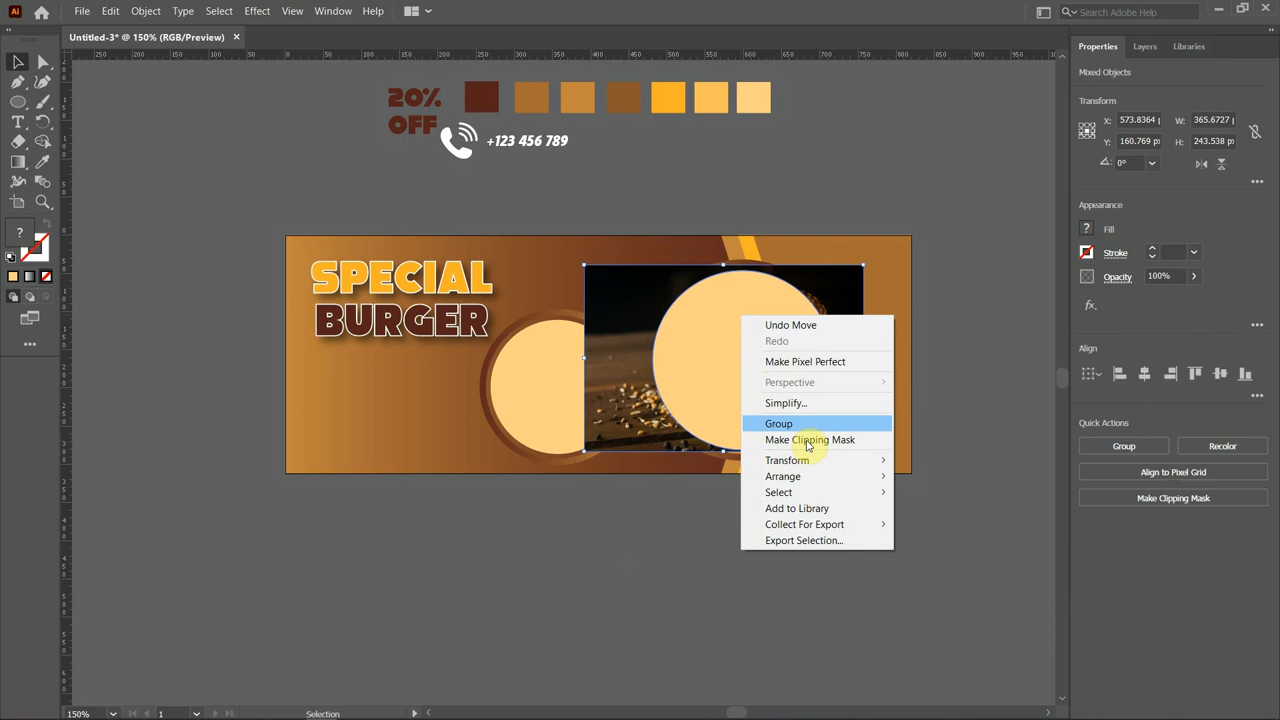 Ai
File Edit Object Type Select Effect View Window Help
Search Adobe Help
Untitled-3* @ 150% (RGB/Preview)
Properties Layers Libraries
Mixed Objects
Transform
X: 573.8364 p W: 365.6727 p
Y: 160.769 px H: 243.538 px
0°
Appearance
? Fill
Stroke
Opacity 100%
fx.
Align
Quick Actions
Group Recolor
Align to Pixel Grid
Make Clipping Mask
20%
OFF
+123 456 789
SPECIAL
BURGER
Undo Move
Redo
Make Pixel Perfect
Perspective
Simplify...
Group
Make Clipping Mask
Transform
Arrange
Select
Add to Library
Collect For Export
Export Selection...
150% 1 Selection